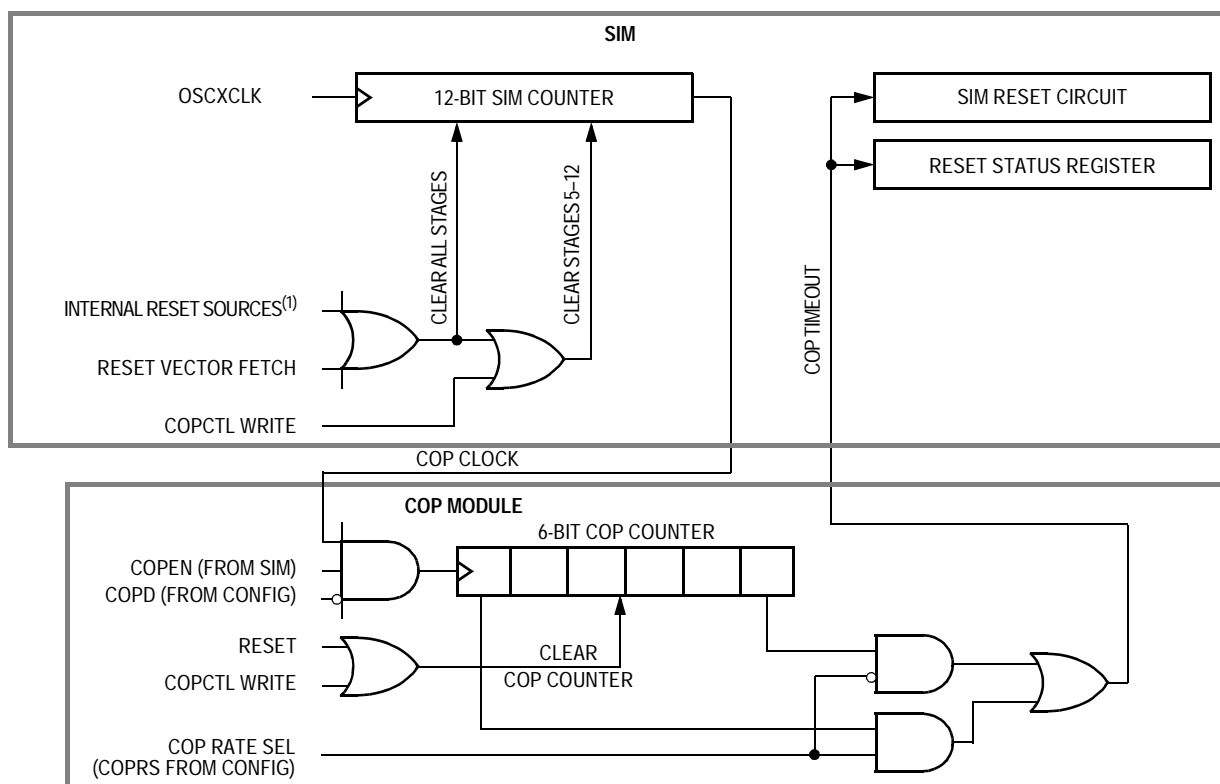 SIM
OSCXCLK
12-BIT SIM COUNTER
SIM RESET CIRCUIT
RESET STATUS REGISTER
CLEAR ALL STAGES
CLEAR STAGES 5–12
COP TIMEOUT
INTERNAL RESET SOURCES(1)
RESET VECTOR FETCH
COPCTL WRITE
COP CLOCK
COP MODULE
6-BIT COP COUNTER
COPEN (FROM SIM)
COPD (FROM CONFIG)
RESET
COPCTL WRITE
CLEAR
COP COUNTER
COP RATE SEL
(COPRS FROM CONFIG)